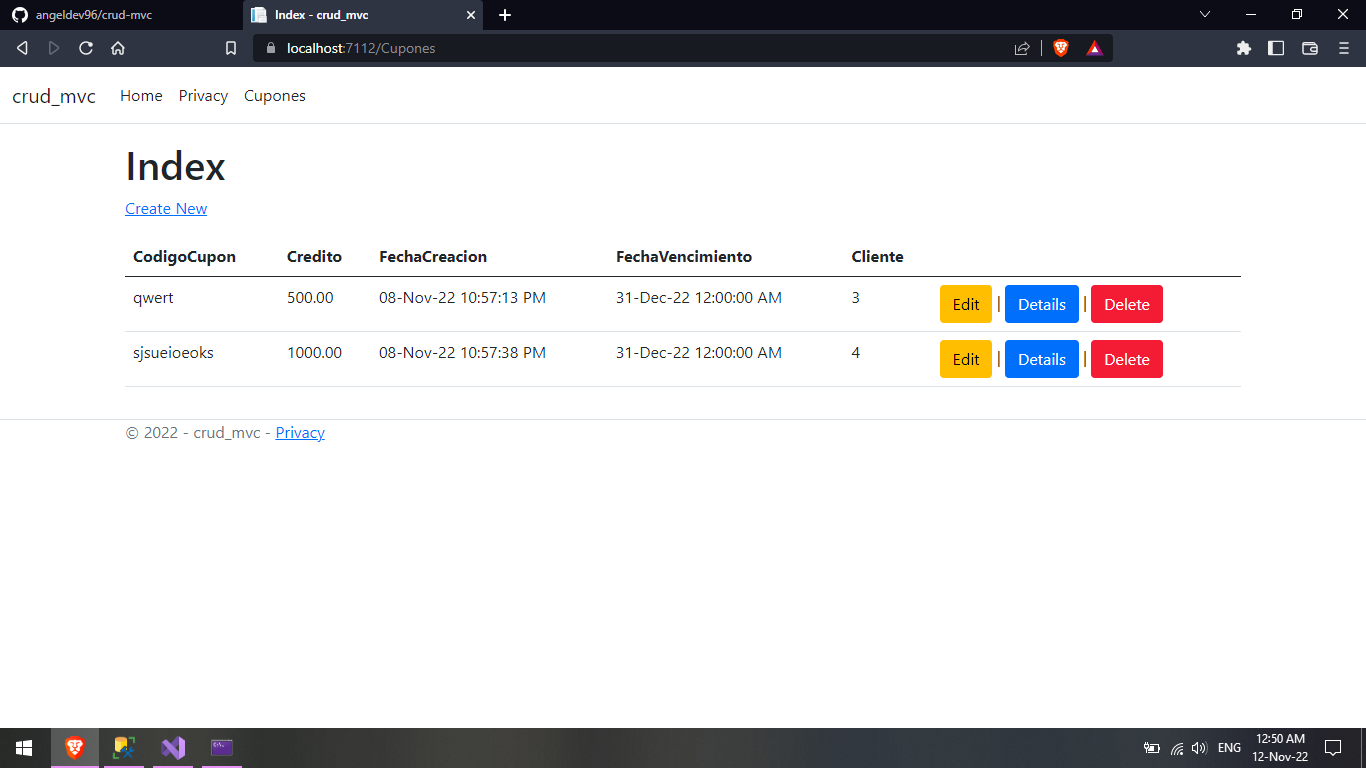 angeldev96/crud-mvc
Index - crud_mvc
localhost:7112/Cupones
crud_mvc Home Privacy Cupones
Index
Create New
CodigoCupon Credito FechaCreacion FechaVencimiento Cliente
qwert 500.00 08-Nov-22 10:57:13 PM 31-Dec-22 12:00:00 AM 3 Edit | Details | Delete
sjsueioeoks 1000.00 08-Nov-22 10:57:38 PM 31-Dec-22 12:00:00 AM 4 Edit | Details | Delete
© 2022 - crud_mvc - Privacy
ENG
12:50 AM
12-Nov-22